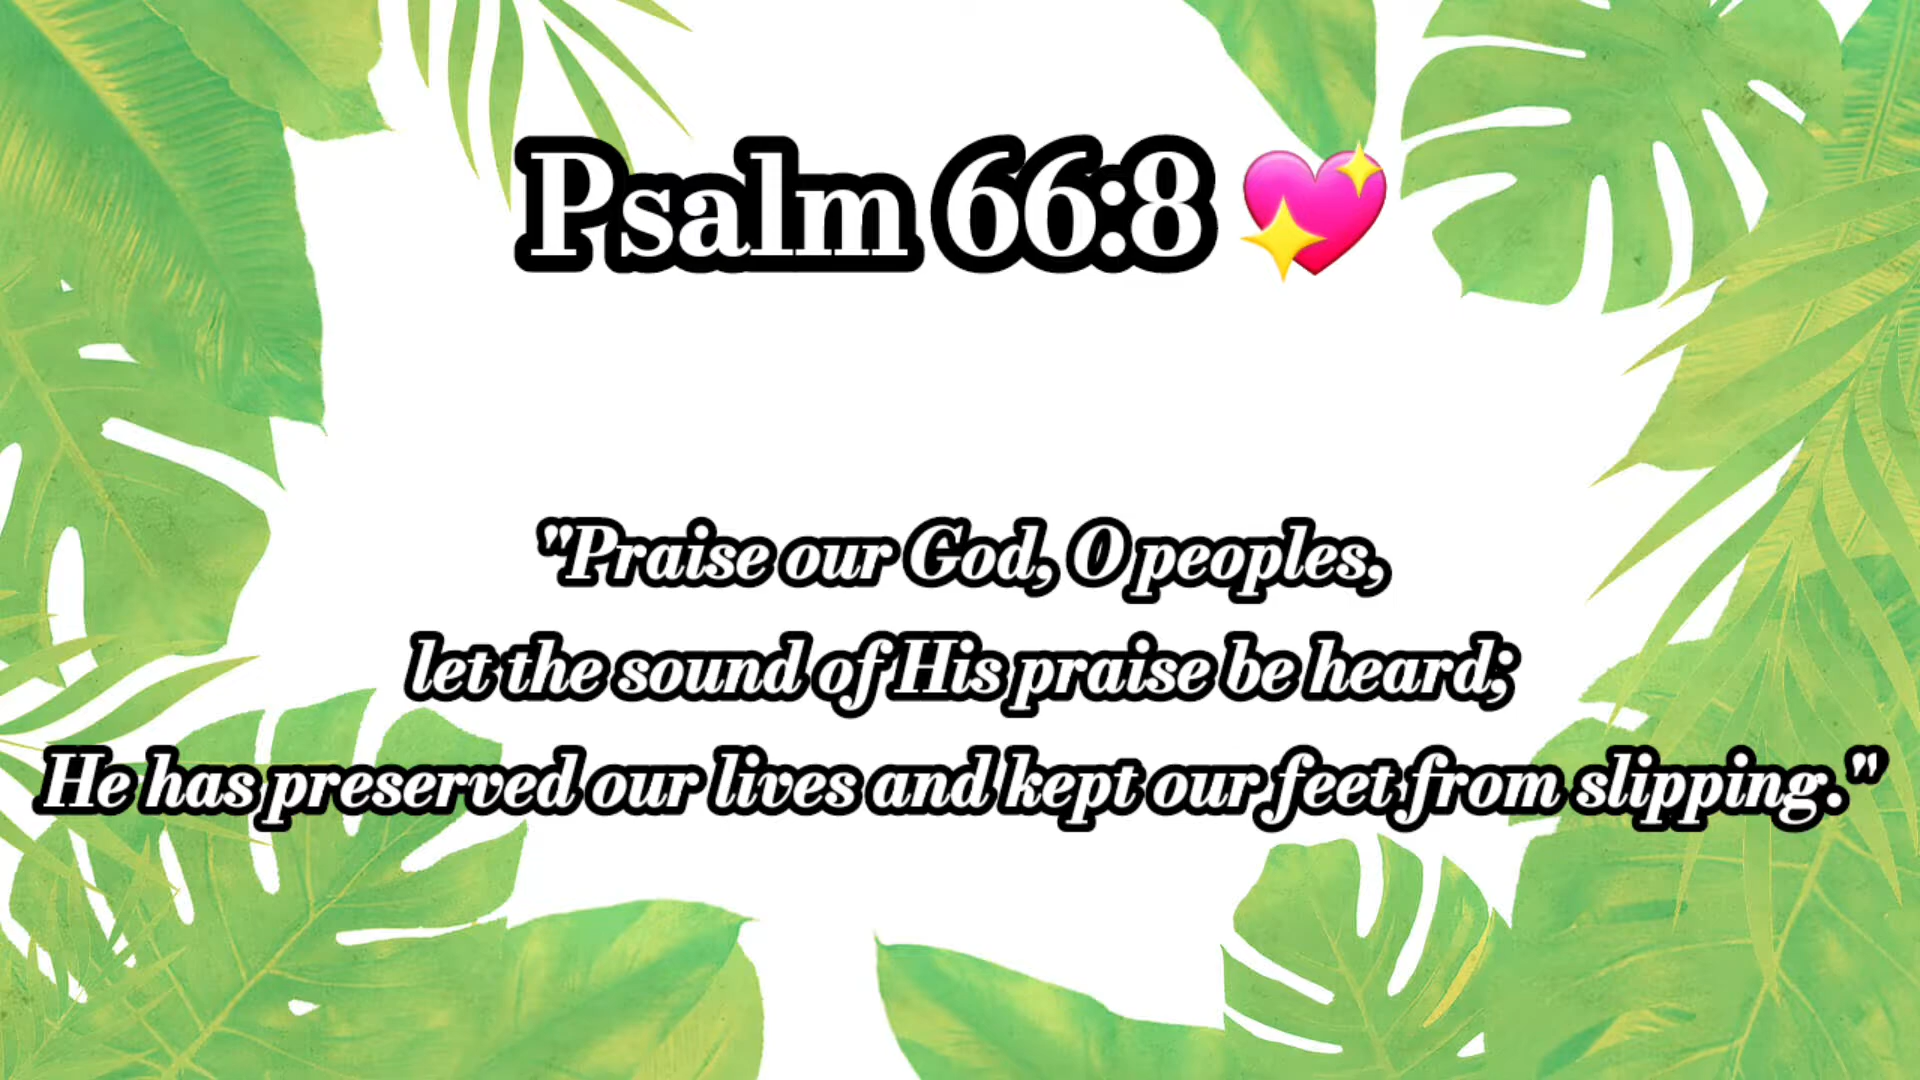 Psalm 66:8 💖
"Praise our God, O peoples,
let the sound of His praise be heard;
He has preserved our lives and kept our feet from slipping."